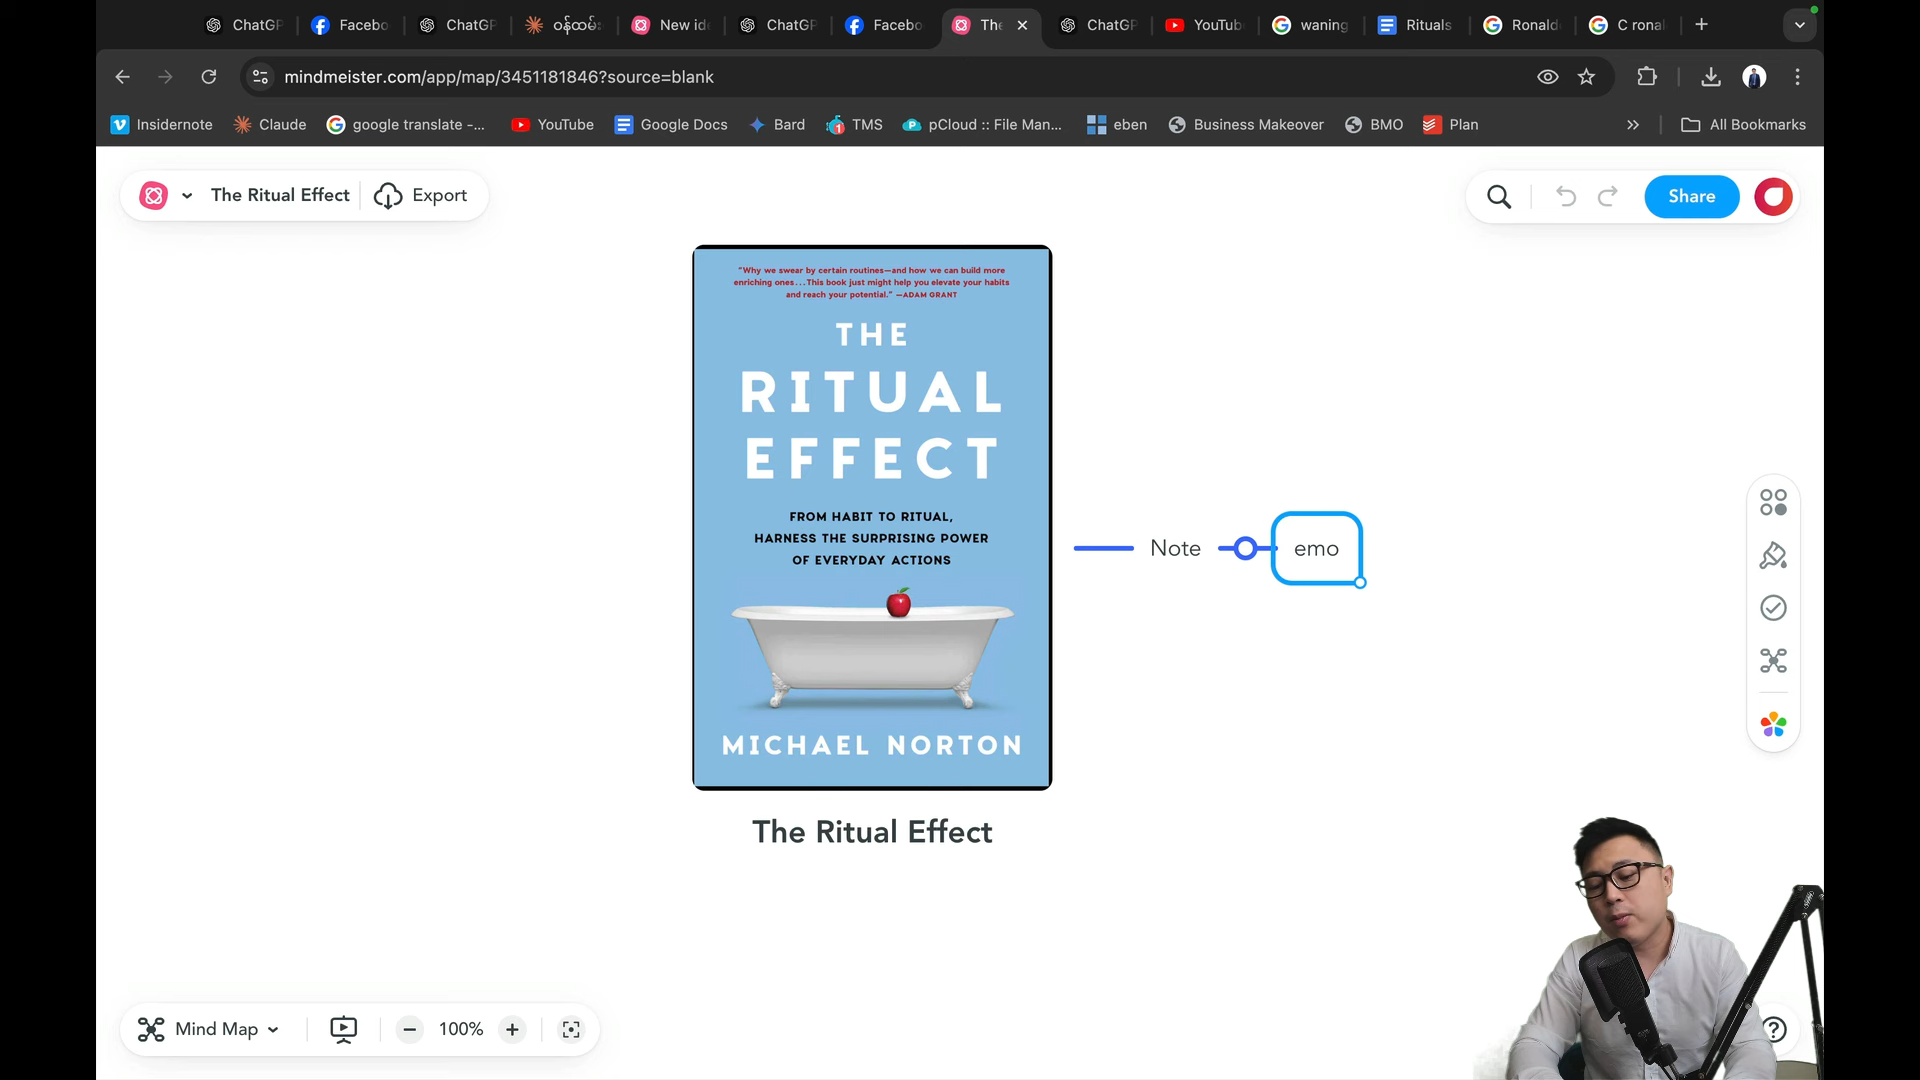 ChatGP
Facebo
ChatGP
ဝန်ထမ်း
New id
ChatGP
Facebo
The
ChatGP
YouTub
waning
Rituals
Ronald
C rona
mindmeister.com/app/map/3451181846?source=blank
Insidernote
Claude
google translate -...
YouTube
Google Docs
Bard
TMS
pCloud :: File Man...
eben
Business Makeover
BMO
Plan
All Bookmarks
The Ritual Effect
Export
Share
"Why we swear by certain routines—and how we can build more
enriching ones...This book just might help you elevate your habits
and reach your potential." —ADAM GRANT
THE
RITUAL
EFFECT
FROM HABIT TO RITUAL,
HARNESS THE SURPRISING POWER
OF EVERYDAY ACTIONS
MICHAEL NORTON
The Ritual Effect
Note
emo
Mind Map
100%